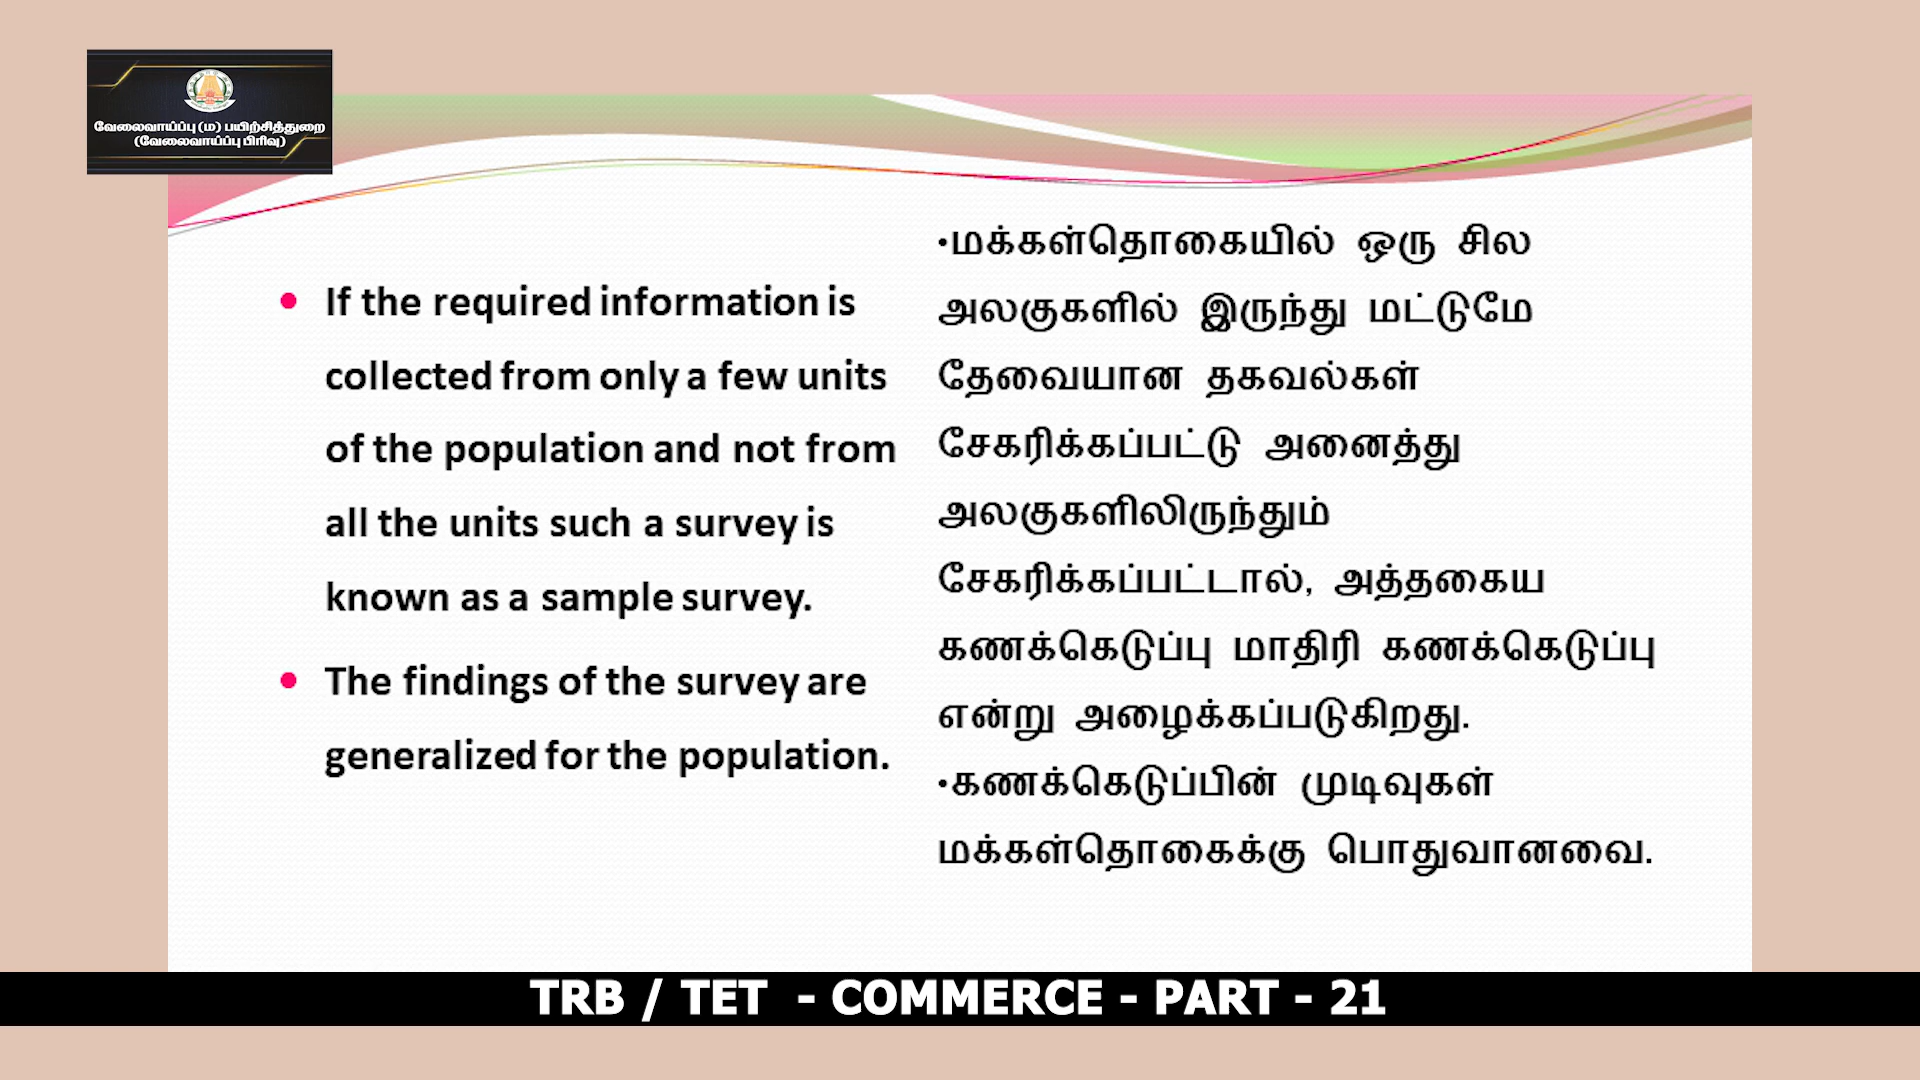 வேலைவாய்ப்பு (ம) பயிற்சித்துறை
(வேலைவாய்ப்பு பிரிவு)
• If the required information is
collected from only a few units
of the population and not from
all the units such a survey is
known as a sample survey.
• The findings of the survey are
generalized for the population.
•மக்கள்தொகையில் ஒரு சில
அலகுகளில் இருந்து மட்டுமே
தேவையான தகவல்கள்
சேகரிக்கப்பட்டு அனைத்து
அலகுகளிலிருந்தும்
சேகரிக்கப்பட்டால், அத்தகைய
கணக்கெடுப்பு மாதிரி கணக்கெடுப்பு
என்று அழைக்கப்படுகிறது.
•கணக்கெடுப்பின் முடிவுகள்
மக்கள்தொகைக்கு பொதுவானவை.
TRB / TET - COMMERCE - PART - 21